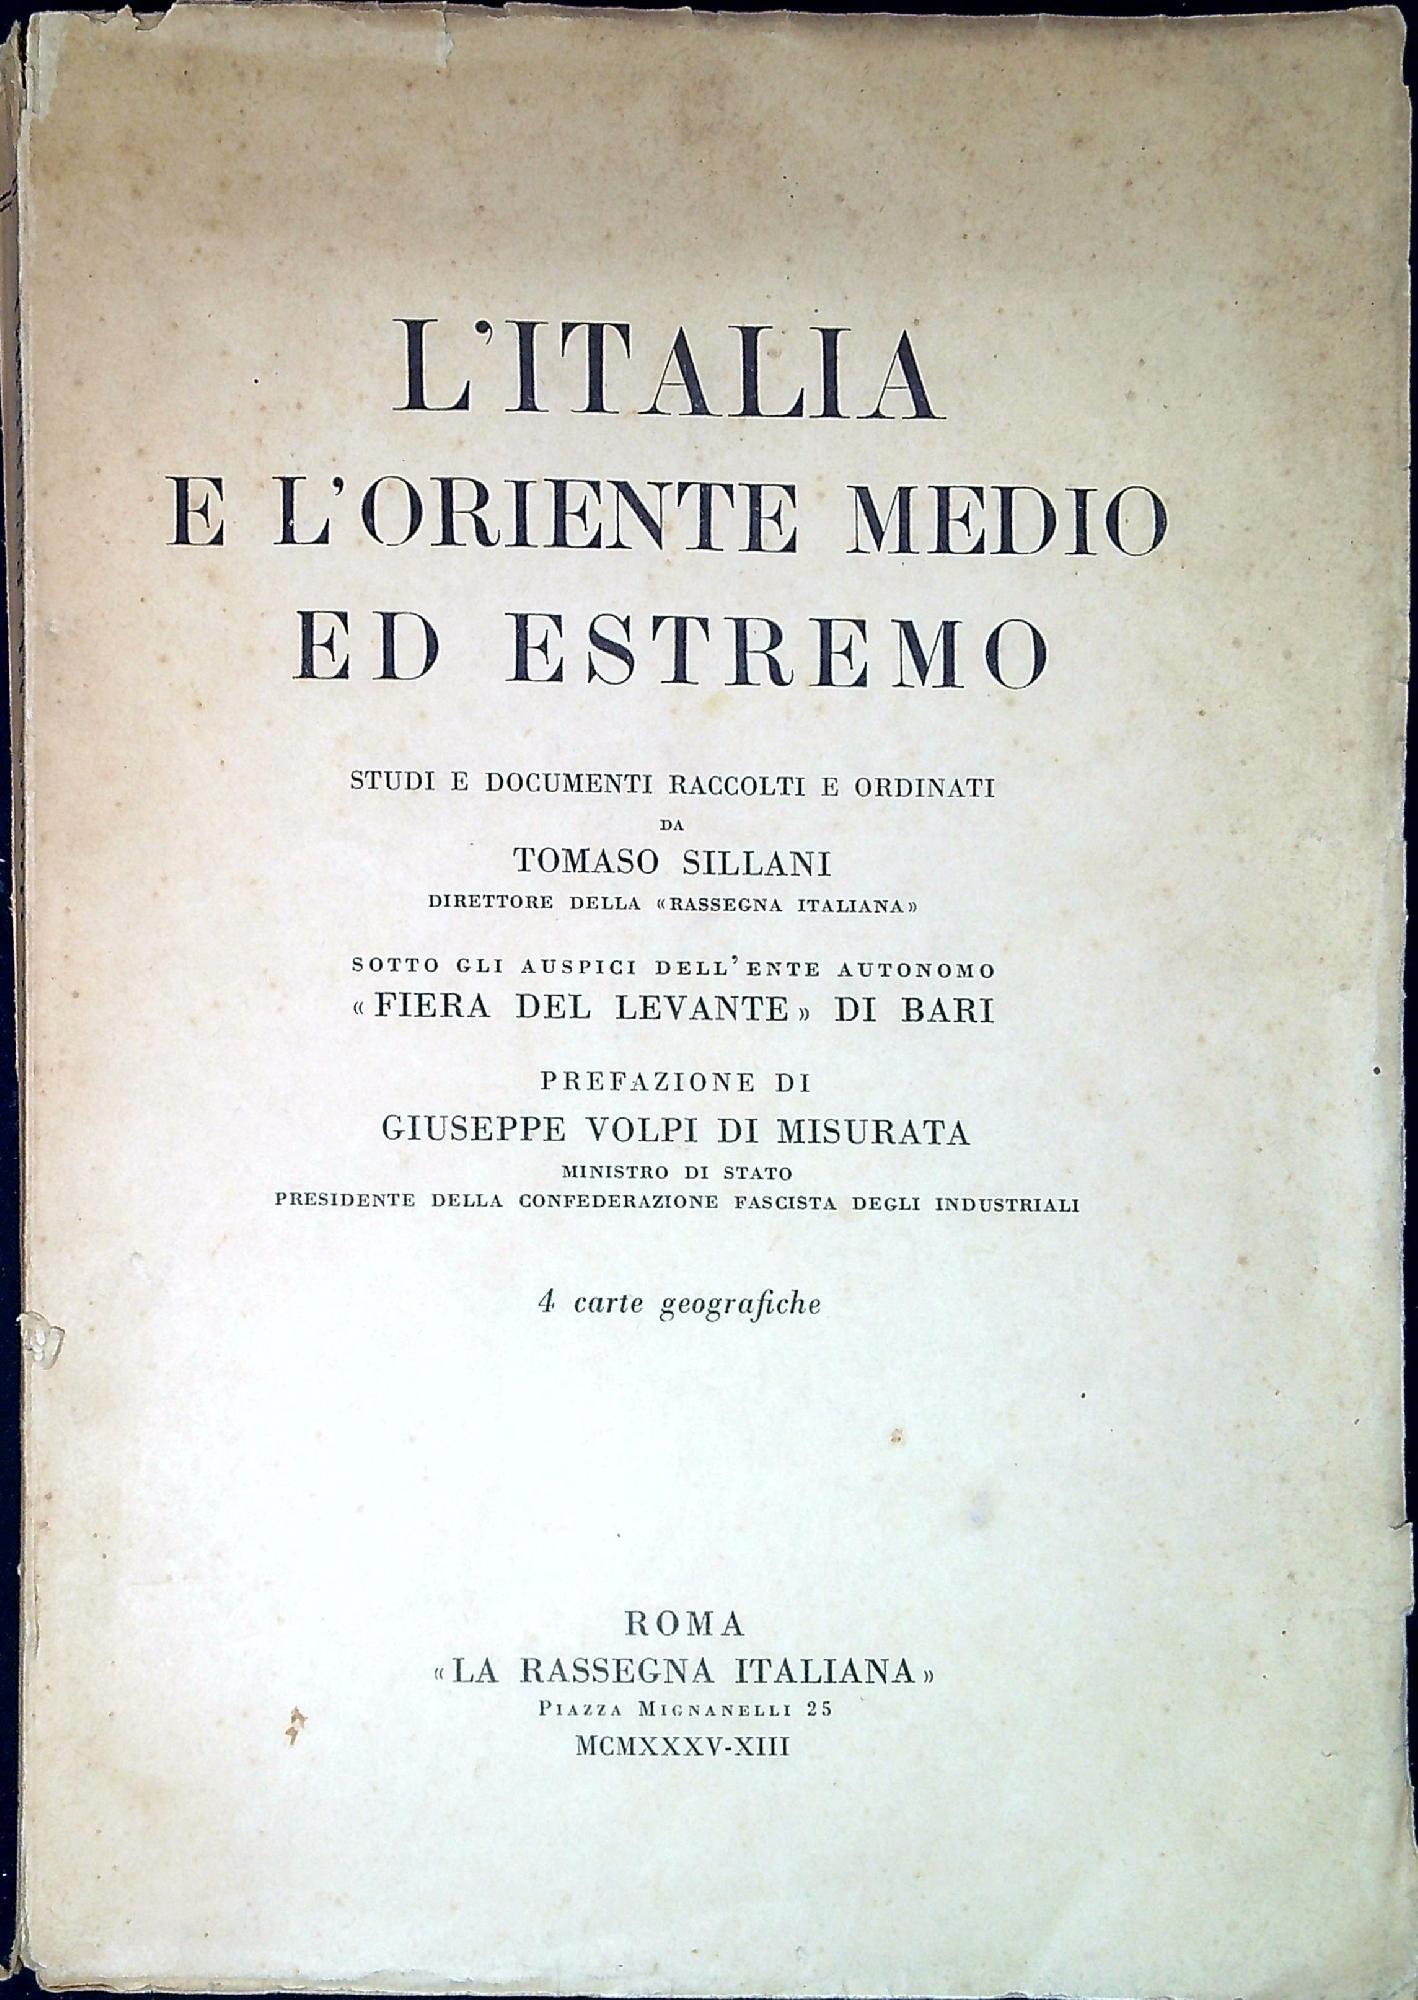 L'ITALIA
E L'ORIENTE MEDIO
ED ESTREMO
STUDI E DOCUMENTI RACCOLTI E ORDINATI
DA
TOMASO SILLANI
DIRETTORE DELLA «RASSEGNA ITALIANA»
SOTTO GLI AUSPICI DELL'ENTE AUTONOMO
«FIERA DEL LEVANTE» DI BARI
PREFAZIONE DI
GIUSEPPE VOLPI DI MISURATA
MINISTRO DI STATO
PRESIDENTE DELLA CONFEDERAZIONE FASCISTA DEGLI INDUSTRIALI
4 carte geografiche
ROMA
«LA RASSEGNA ITALIANA»
PIAZZA MIGNANELLI 25
MCMXXXV-XIII